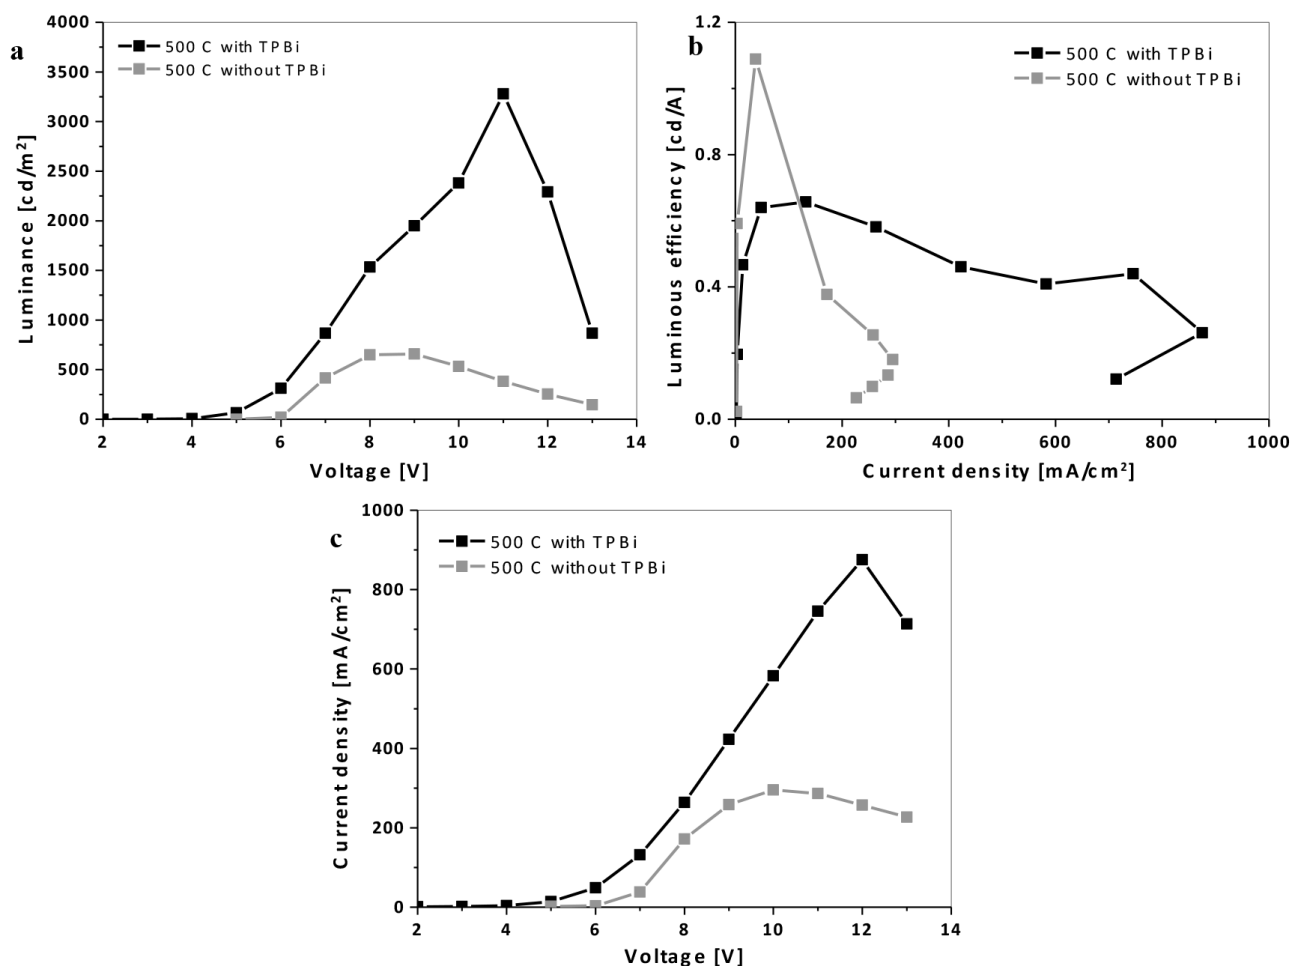 a
4000
3500
3000
2500
2000
1500
1000
500
0
2 4 6 8 10 12 14
Luminance [cd/m²]
Voltage [V]
500 C with TPBi
500 C without TPBi
b
1.2
0.8
0.4
0.0
0 200 400 600 800 1000
Luminous efficiency [cd/A]
Current density [mA/cm²]
500 C with TPBi
500 C without TPBi
c
1000
800
600
400
200
0
2 4 6 8 10 12 14
Current density [mA/cm²]
Voltage [V]
500 C with TPBi
500 C without TPBi